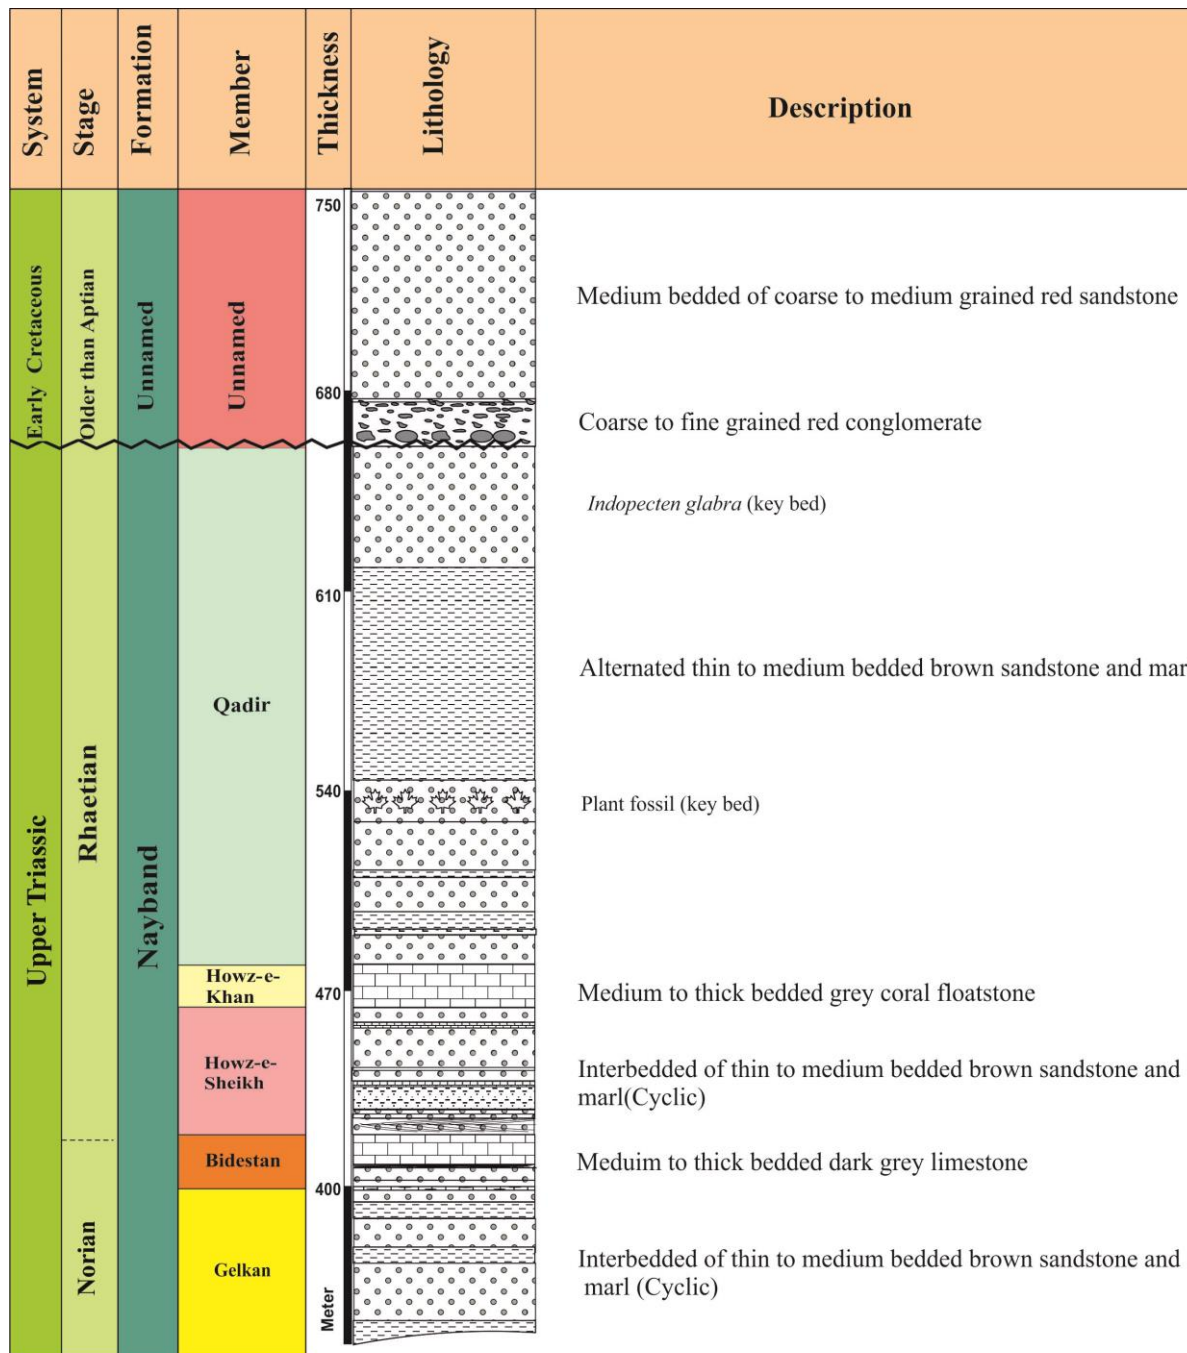 System
Stage
Formation
Member
Thickness
Lithology
Description
Early Cretaceous
Older than Aptian
Unnamed
Unnamed
750
Medium bedded of coarse to medium grained red sandstone
680
Coarse to fine grained red conglomerate
Upper Triassic
Rhaetian
Nayband
Qadir
Indopecten glabra (key bed)
610
Alternated thin to medium bedded brown sandstone and mar
540
Plant fossil (key bed)
Howz-e-
Khan
470
Medium to thick bedded grey coral floatstone
Howz-e-
Sheikh
Interbedded of thin to medium bedded brown sandstone and
marl(Cyclic)
Norian
Bidestan
Meduim to thick bedded dark grey limestone
400
Gelkan
Interbedded of thin to medium bedded brown sandstone and
marl (Cyclic)
Meter